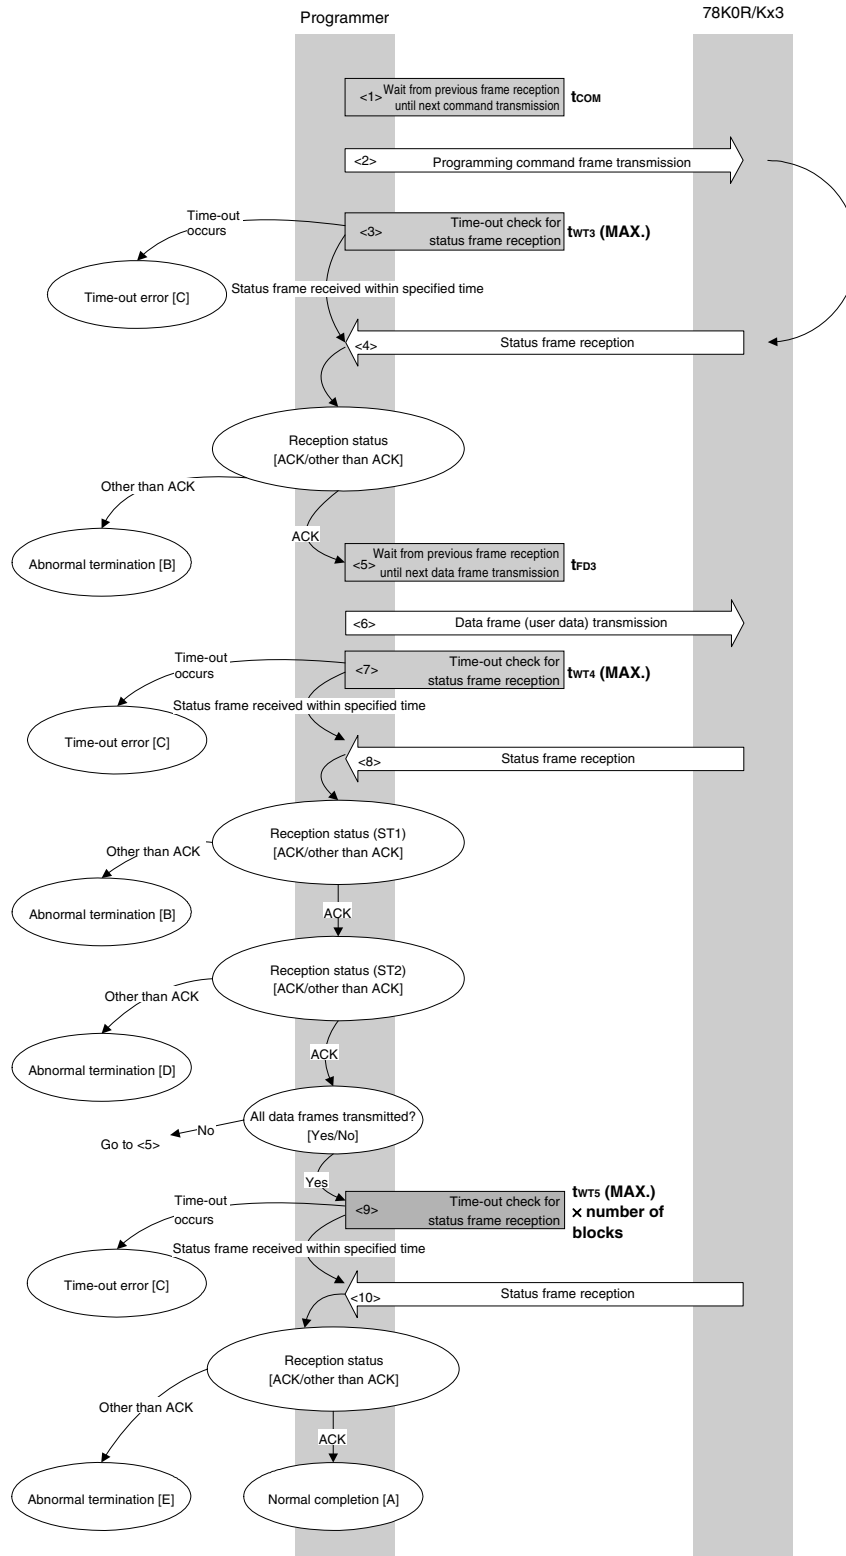 Programmer
78K0R/Kx3
<1> Wait from previous frame reception
until next command transmission
tCOM
<2> Programming command frame transmission
Time-out
occurs
<3> Time-out check for
status frame reception
tWT3 (MAX.)
Time-out error [C]
Status frame received within specified time
<4> Status frame reception
Reception status
[ACK/other than ACK]
Other than ACK
Abnormal termination [B]
ACK
<5> Wait from previous frame reception
until next data frame transmission
tFD3
<6> Data frame (user data) transmission
Time-out
occurs
<7> Time-out check for
status frame reception
tWT4 (MAX.)
Status frame received within specified time
Time-out error [C]
<8> Status frame reception
Reception status (ST1)
[ACK/other than ACK]
Other than ACK
Abnormal termination [B]
ACK
Reception status (ST2)
[ACK/other than ACK]
Other than ACK
Abnormal termination [D]
ACK
All data frames transmitted?
[Yes/No]
No
Go to <5>
Yes
Time-out
occurs
<9> Time-out check for
status frame reception
tWT5 (MAX.)
× number of
blocks
Status frame received within specified time
Time-out error [C]
<10> Status frame reception
Reception status
[ACK/other than ACK]
Other than ACK
ACK
Abnormal termination [E]
Normal completion [A]